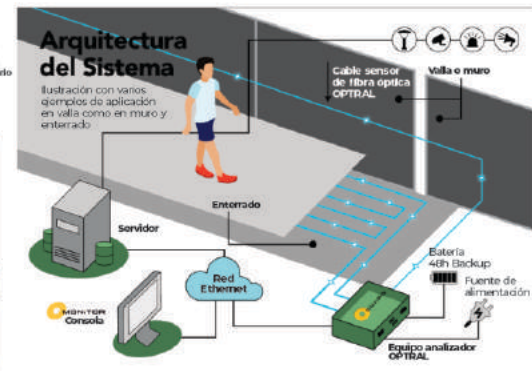 Arquitectura
del Sistema
Ilustración con varios
ejemplos de aplicación
en valla como en muro y
enterrado
Cable sensor
de fibra óptica
OPTRAL
Valla o muro
Enterrado
Servidor
Red
Ethernet
MONITOR
Consola
Batería
48h Backup
Fuente de
alimentación
Equipo analizador
OPTRAL